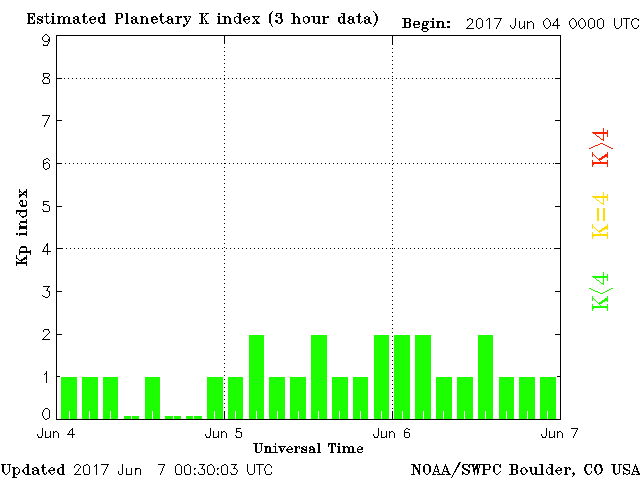 Estimated Planetary K index (3 hour data)
Begin: 2017 Jun 04 0000 UTC
9
8
7
6
5
4
3
2
1
0
Kp index
Jun 4
Jun 5
Jun 6
Jun 7
Universal Time
K<4 K=4 K>4
Updated 2017 Jun 7 00:30:03 UTC
NOAA/SWPC Boulder, CO USA